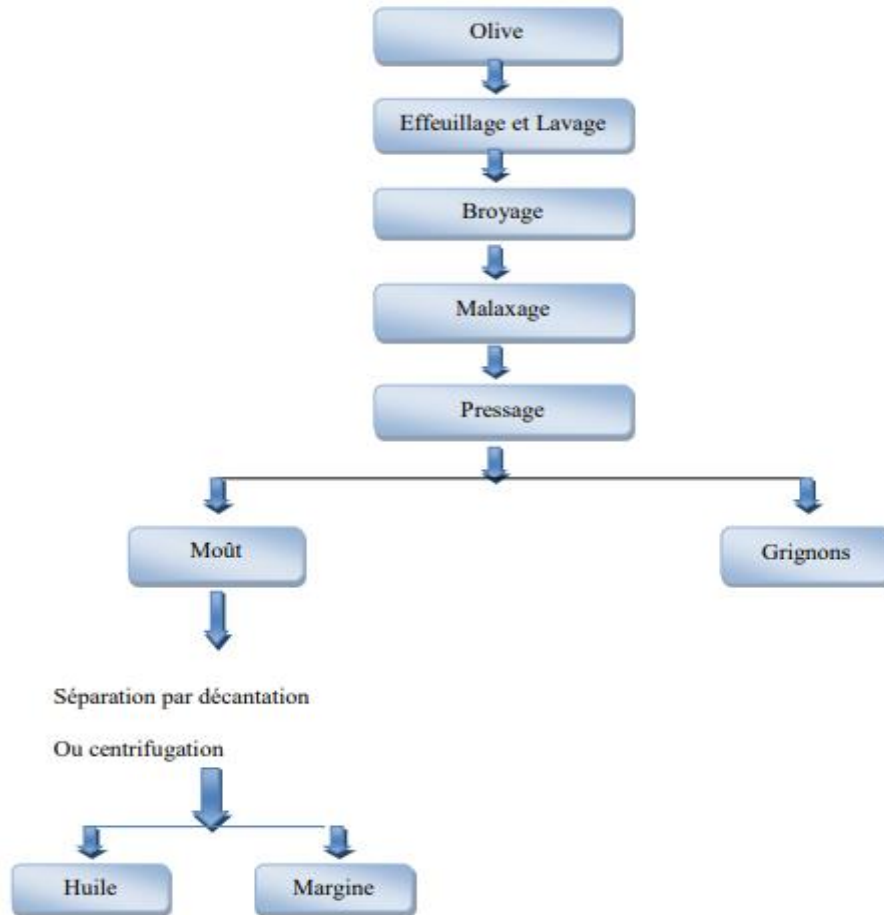 Olive
Effeuillage et Lavage
Broyage
Malaxage
Pressage
Moût
Grignons
Séparation par décantation
Ou centrifugation
Huile
Margine